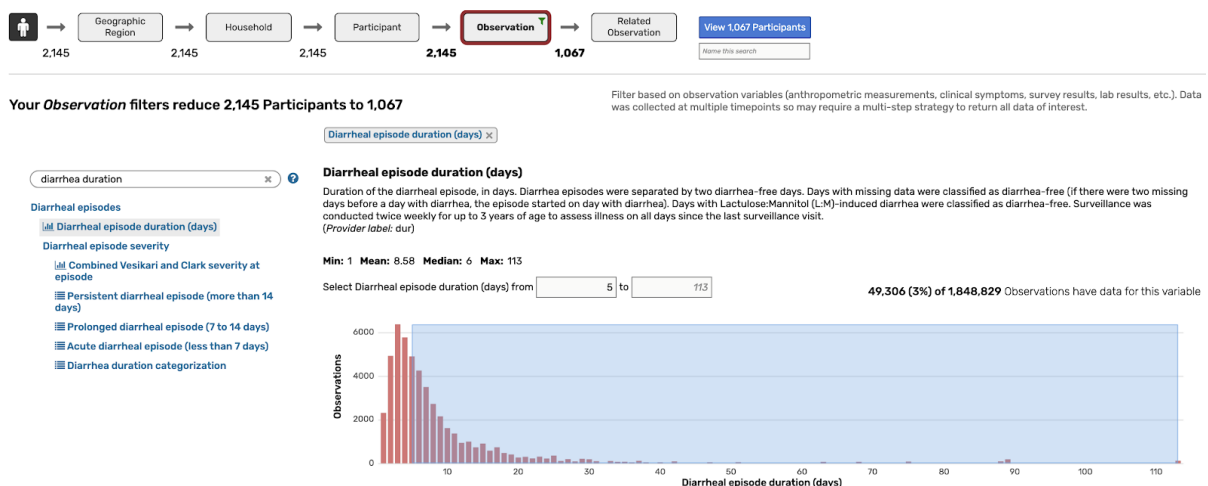 Geographic
Region
Household
Participant
Observation
Related
Observation
View 1,067 Participants
Name this search
2,145
2,145
2,145
2,145
1,067
Your Observation filters reduce 2,145 Participants to 1,067
Filter based on observation variables (anthropometric measurements, clinical symptoms, survey results, lab results, etc.). Data
was collected at multiple timepoints so may require a multi-step strategy to return all data of interest.
Diarrheal episode duration (days) ×
diarrhea duration × ?
Diarrheal episodes
Diarrheal episode duration (days)
Diarrheal episode severity
Combined Vesikari and Clark severity at
episode
Persistent diarrheal episode (more than 14
days)
Prolonged diarrheal episode (7 to 14 days)
Acute diarrheal episode (less than 7 days)
Diarrhea duration categorization
Diarrheal episode duration (days)
Duration of the diarrheal episode, in days. Diarrhea episodes were separated by two diarrhea-free days. Days with missing data were classified as diarrhea-free (if there were two missing
days before a day with diarrhea, the episode started on day with diarrhea). Days with Lactulose:Mannitol (L:M)-induced diarrhea were classified as diarrhea-free. Surveillance was
conducted twice weekly for up to 3 years of age to assess illness on all days since the last surveillance visit.
(Provider label: dur)
Min: 1 Mean: 8.58 Median: 6 Max: 113
Select Diarrheal episode duration (days) from 5 to 113
49,306 (3%) of 1,848,829 Observations have data for this variable
Observations
6000
4000
2000
0
10 20 30 40 50 60 70 80 90 100 110
Diarrheal episode duration (days)